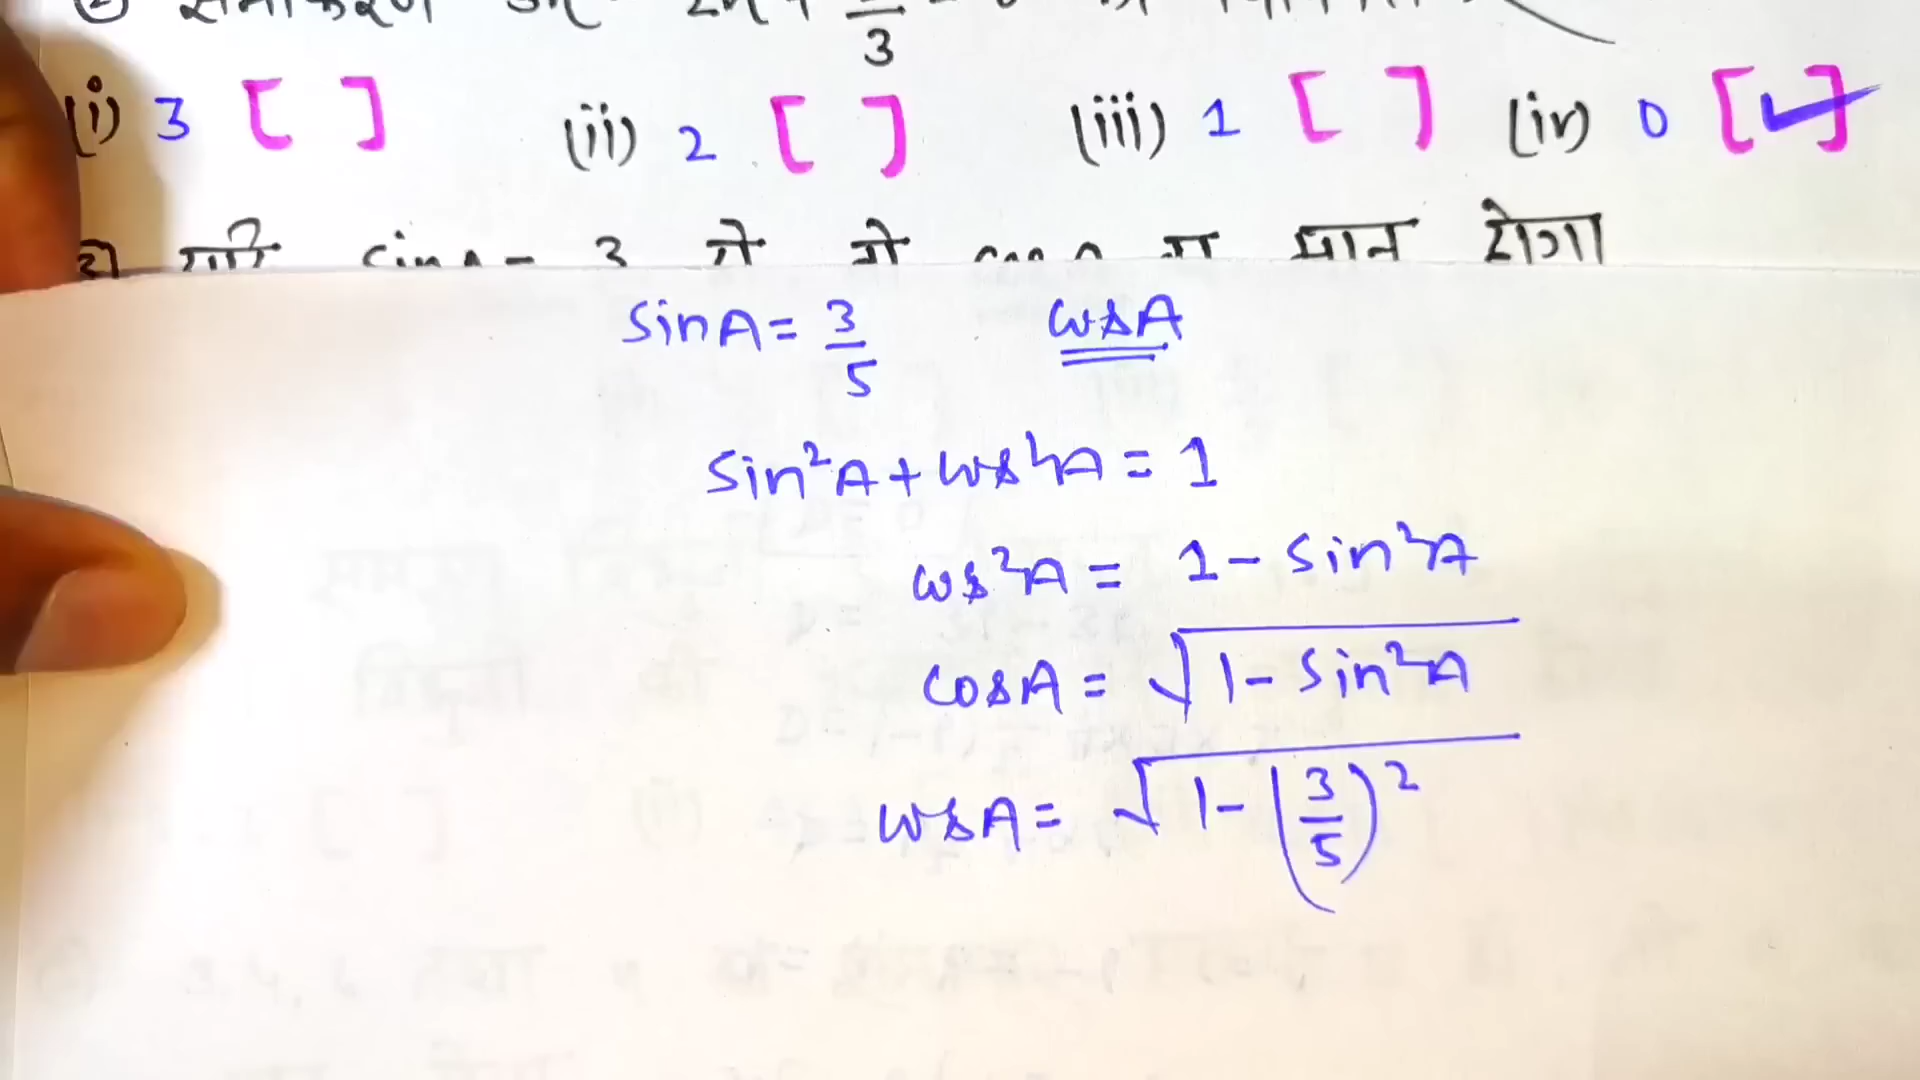 3
(i) 3 [ ] (ii) 2 [ ] (iii) 1 [ ] (iv) 0 [✓]
मान होगा
sinA = 3/5 cosA
sin²A + cos²A = 1
cos²A = 1 - sin²A
cosA = √1 - sin²A
cosA = √1 - (3/5)²